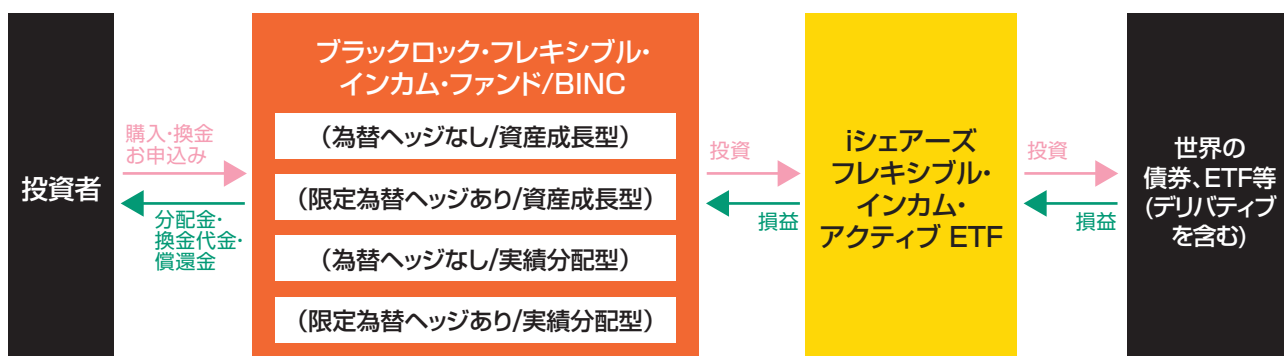 投資者
購入・換金
お申込み
分配金・
換金代金・
償還金
ブラックロック・フレキシブル・
インカム・ファンド/BINC
(為替ヘッジなし/資産成長型)
(限定為替ヘッジあり/資産成長型)
(為替ヘッジなし/実績分配型)
(限定為替ヘッジあり/実績分配型)
投資
損益
iシェアーズ
フレキシブル・
インカム・
アクティブ ETF
投資
損益
世界の
債券、ETF等
(デリバティブ
を含む)